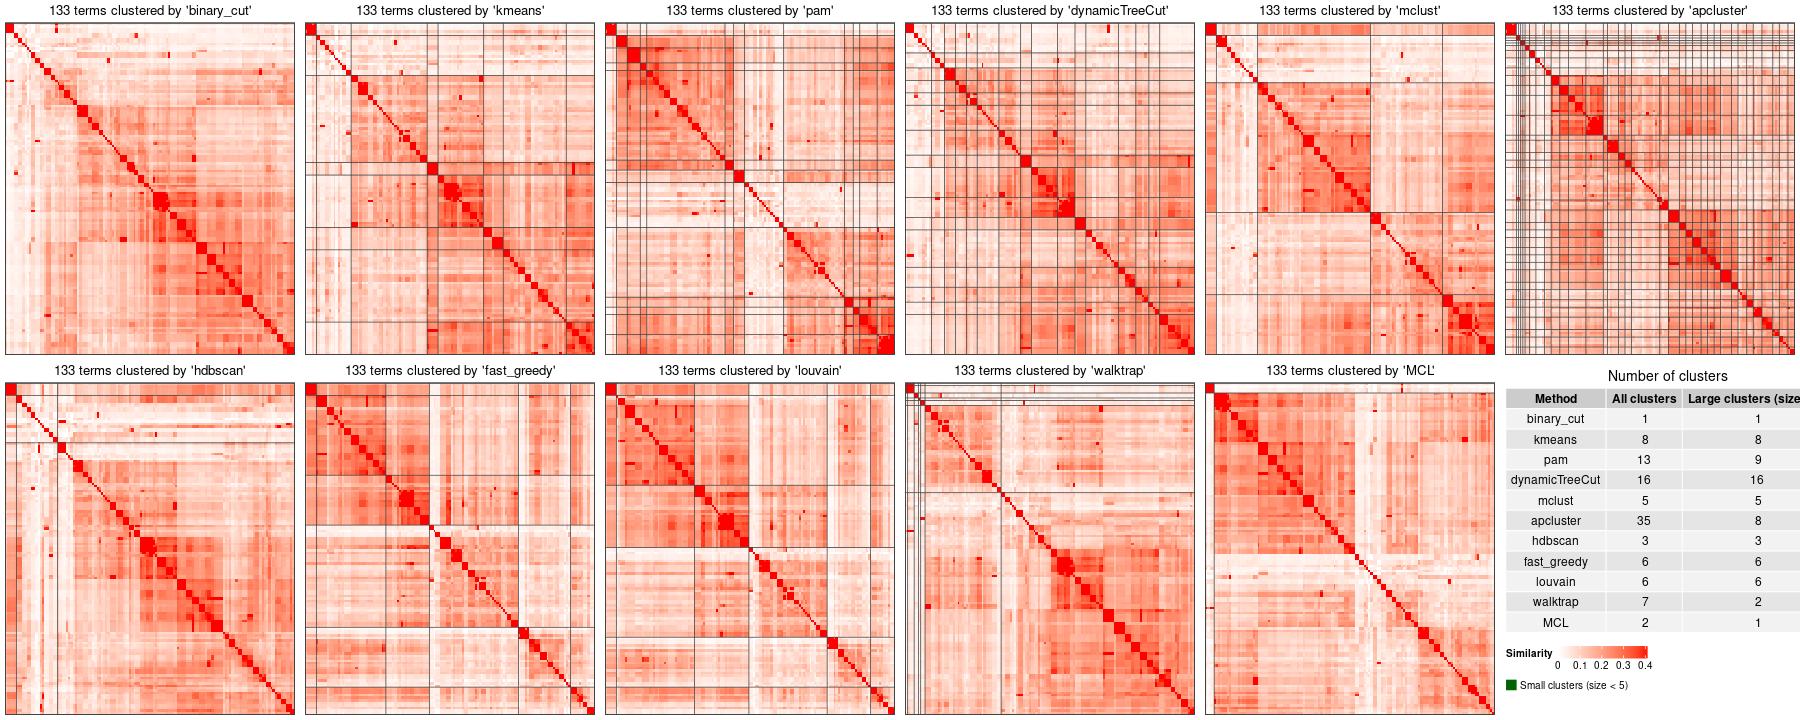 133 terms clustered by 'binary_cut'
133 terms clustered by 'kmeans'
133 terms clustered by 'pam'
133 terms clustered by 'dynamicTreeCut'
133 terms clustered by 'mclust'
133 terms clustered by 'apcluster'
133 terms clustered by 'hdbscan'
133 terms clustered by 'fast_greedy'
133 terms clustered by 'louvain'
133 terms clustered by 'walktrap'
133 terms clustered by 'MCL'
Number of clusters
Method All clusters Large clusters (size
binary_cut 1 1
kmeans 8 8
pam 13 9
dynamicTreeCut 16 16
mclust 5 5
apcluster 35 8
hdbscan 3 3
fast_greedy 6 6
louvain 6 6
walktrap 7 2
MCL 2 1
Similarity
0 0.1 0.2 0.3 0.4
Small clusters (size < 5)